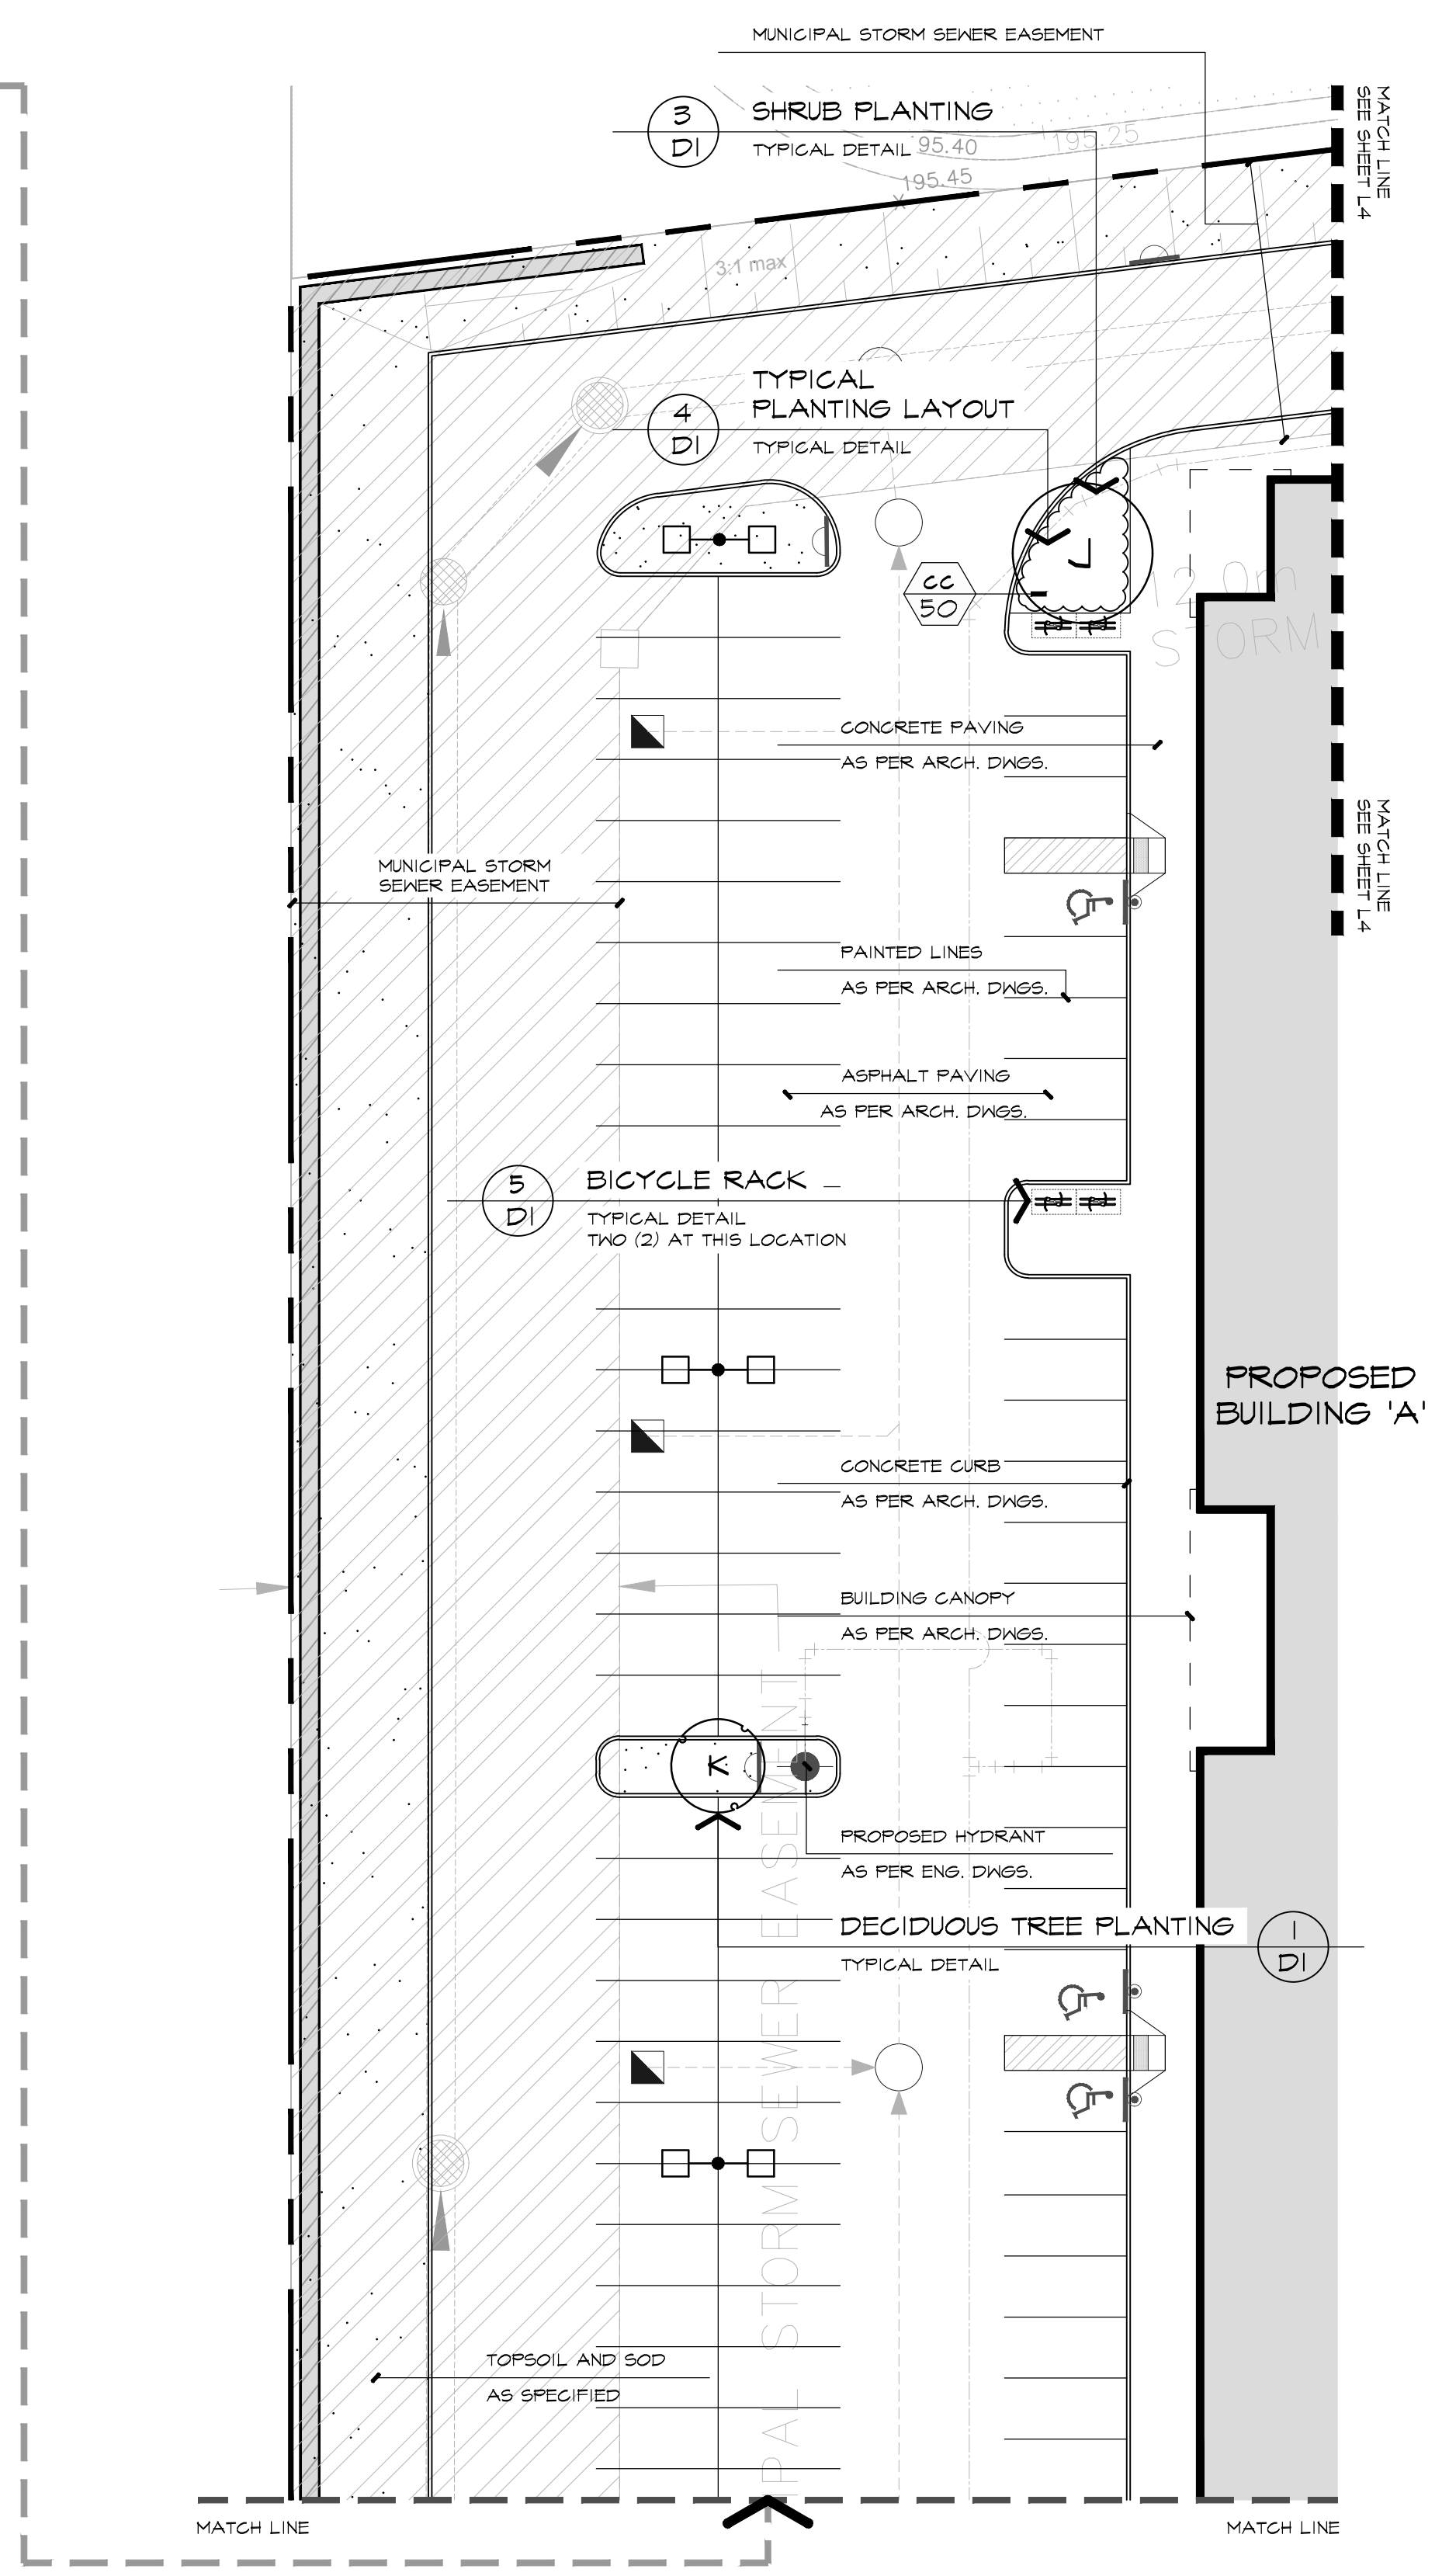 MUNICIPAL STORM SEWER EASEMENT
MATCH LINE
SEE SHEET L4
3
D1
SHRUB PLANTING
TYPICAL DETAIL
95.40
195.25
195.45
3:1 max
4
D1
TYPICAL
PLANTING LAYOUT
TYPICAL DETAIL
L
CC
50
12.0m
STORM
CONCRETE PAVING
AS PER ARCH. DWGS.
MATCH LINE
SEE SHEET L4
MUNICIPAL STORM
SEWER EASEMENT
PAINTED LINES
AS PER ARCH. DWGS.
ASPHALT PAVING
AS PER ARCH. DWGS.
5
D1
BICYCLE RACK
TYPICAL DETAIL
TWO (2) AT THIS LOCATION
PROPOSED
BUILDING 'A'
CONCRETE CURB
AS PER ARCH. DWGS.
BUILDING CANOPY
AS PER ARCH. DWGS.
K
PROPOSED HYDRANT
AS PER ENG. DWGS.
DECIDUOUS TREE PLANTING
TYPICAL DETAIL
1
D1
IPAL STORM SEWER EASEMENT
TOPSOIL AND SOD
AS SPECIFIED
MATCH LINE
MATCH LINE